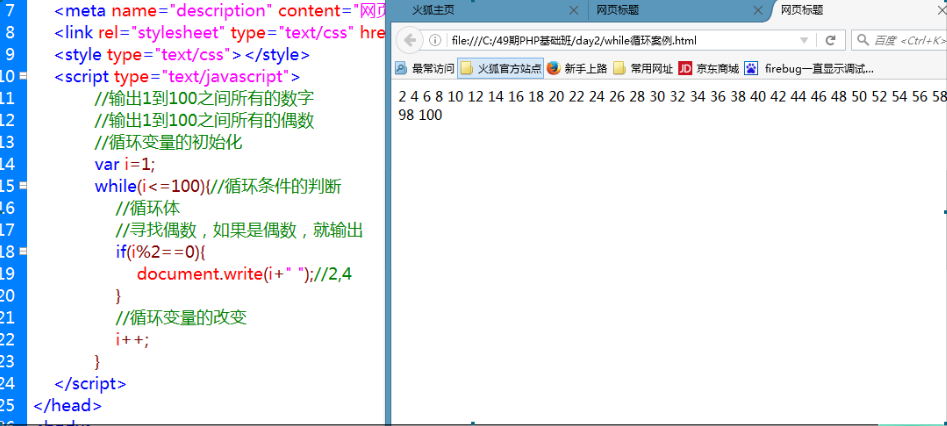 7 <meta name="description" content="网页
8 <link rel="stylesheet" type="text/css" href
9 <style type="text/css"></style>
10 <script type="text/javascript">
11 //输出1到100之间所有的数字
12 //输出1到100之间所有的偶数
13 //循环变量的初始化
14 var i=1;
15 while(i<=100){//循环条件的判断
16 //循环体
17 //寻找偶数，如果是偶数，就输出
18 if(i%2==0){
19 document.write(i+" ");//2,4
20 }
21 //循环变量的改变
22 i++;
23 }
24 </script>
25 </head>
火狐主页 网页标题 网页标题
file:///C:/49期PHP基础班/day2/while循环案例.html 百度 <Ctrl+K>
最常访问 火狐官方站点 新手上路 常用网址 JD 京东商城 firebug一直显示调试...
2 4 6 8 10 12 14 16 18 20 22 24 26 28 30 32 34 36 38 40 42 44 46 48 50 52 54 56 58
98 100